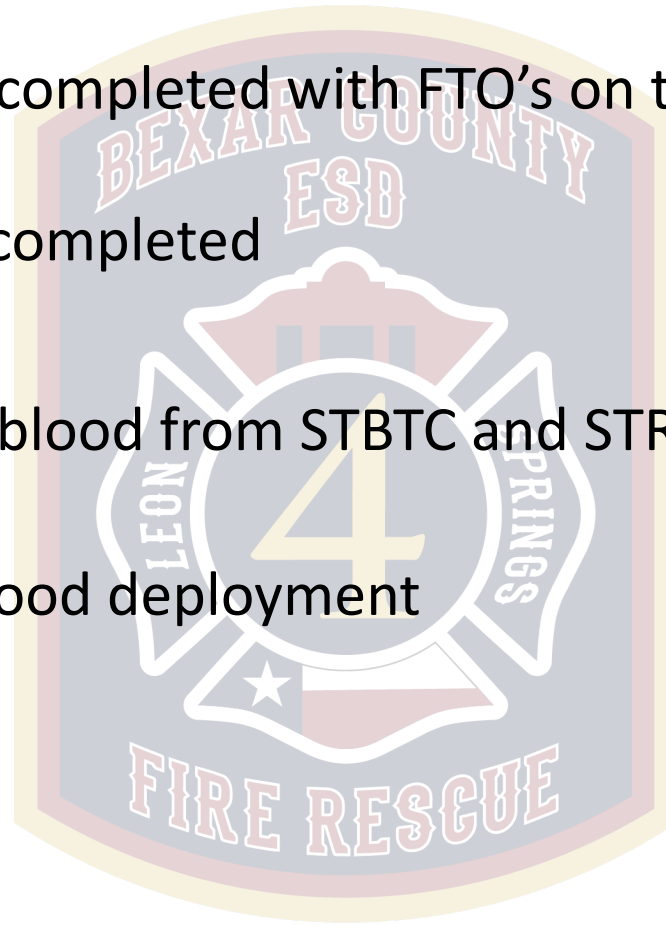 completed with FTO’s on t
BEXAR COUNTY
ESD
completed
blood from STBTC and STR
LEON
4
SPRINGS
ood deployment
FIRE RESCUE